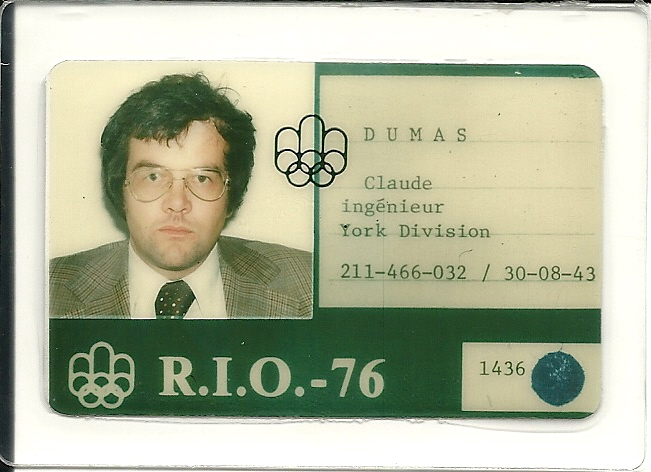 DUMAS
Claude
ingénieur
York Division
211-466-032 / 30-08-43
R.I.O.-76
1436